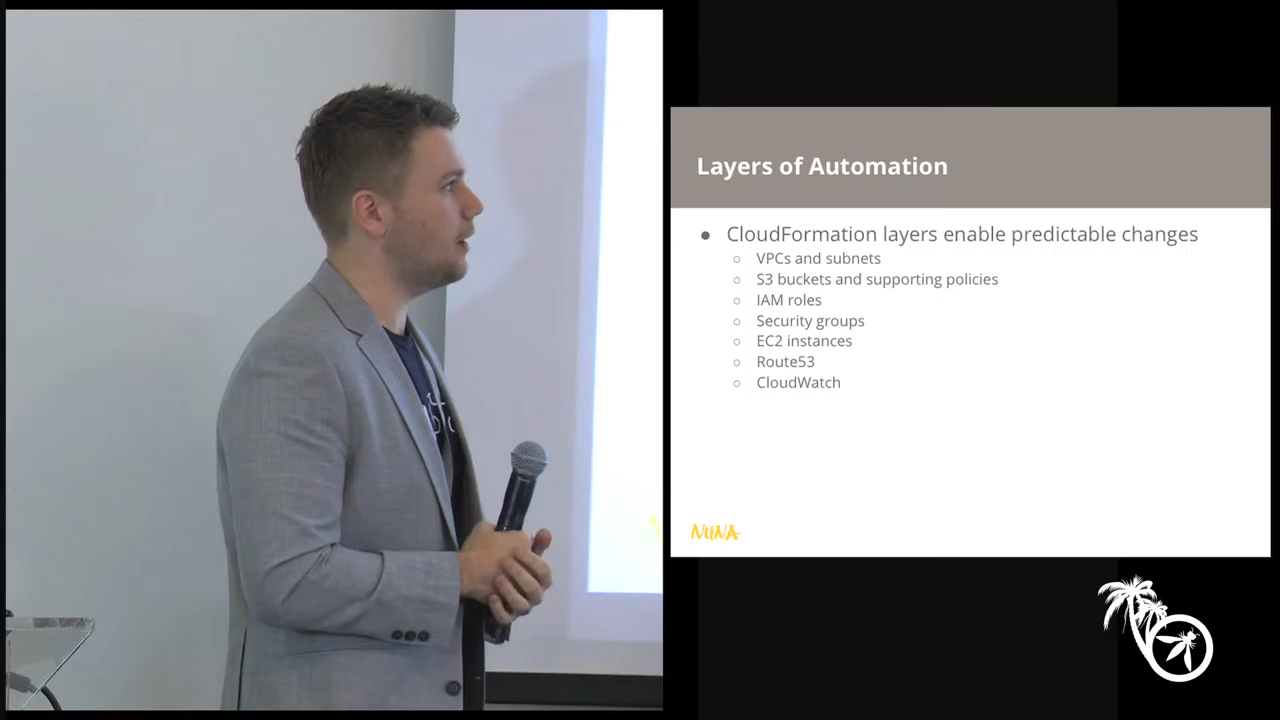 Layers of Automation
● CloudFormation layers enable predictable changes
○ VPCs and subnets
○ S3 buckets and supporting policies
○ IAM roles
○ Security groups
○ EC2 instances
○ Route53
○ CloudWatch
NUNA